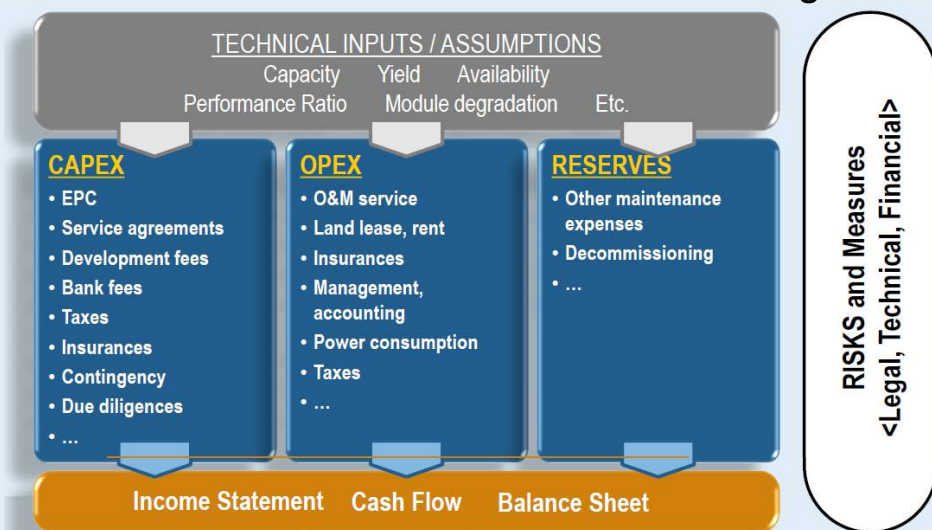 TECHNICAL INPUTS / ASSUMPTIONS
Capacity Yield Availability
Performance Ratio Module degradation Etc.
CAPEX
• EPC
• Service agreements
• Development fees
• Bank fees
• Taxes
• Insurances
• Contingency
• Due diligences
• ...
OPEX
• O&M service
• Land lease, rent
• Insurances
• Management,
accounting
• Power consumption
• Taxes
• ...
RESERVES
• Other maintenance
expenses
• Decommissioning
• ...
Income Statement Cash Flow Balance Sheet
RISKS and Measures
<Legal, Technical, Financial>